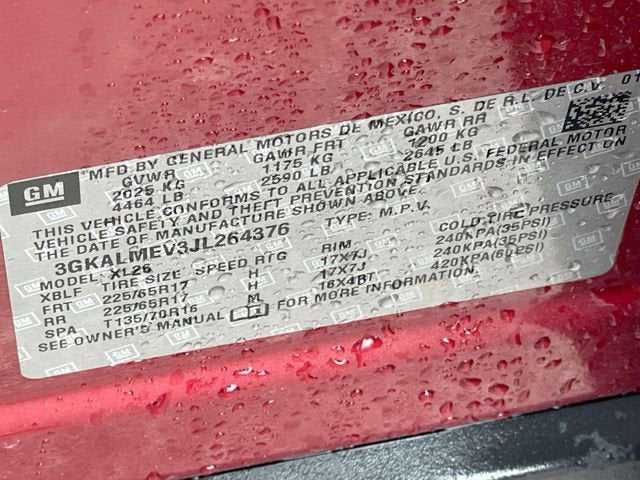 GM
MFD BY GENERAL MOTORS DE MEXICO, S. DE R.L. DE C.V. 01
GVWR GAWR FRT GAWR RR
2025 KG 1175 KG 1200 KG
4464 LB 2590 LB 2645 LB
THIS VEHICLE CONFORMS TO ALL APPLICABLE U.S. FEDERAL MOTOR
VEHICLE SAFETY AND THEFT PREVENTION STANDARDS IN EFFECT ON
THE DATE OF MANUFACTURE SHOWN ABOVE.
3GKALMEV3JL264376 TYPE: M.P.V.
MODEL: XL26
XBLF TIRE SIZE SPEED RTG RIM COLD TIRE PRESSURE
FRT 225/65R17 H 17X7J 240KPA(35PSI)
RR 225/65R17 H 17X7J 240KPA(35PSI)
SPA T135/70R16 M 16X4BT 420KPA(60PSI)
SEE OWNER'S MANUAL FOR MORE INFORMATION.